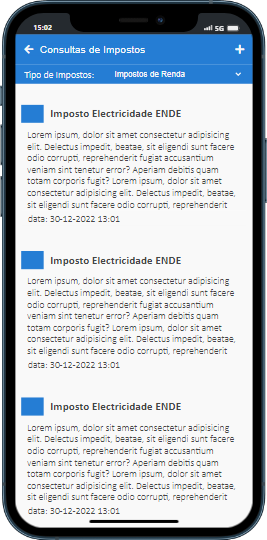 15:02
5G
Consultas de Impostos
Tipo de Impostos: Impostos de Renda
Imposto Electricidade ENDE
Lorem ipsum, dolor sit amet consectetur adipisicing
elit. Delectus impedit, beatae, sit eligendi sunt facere
odio corrupti, reprehenderit fugiat accusantium
veniam sint tenetur error? Aperiam debitis quam
totam corporis fugit? Lorem ipsum, dolor sit amet
consectetur adipisicing elit. Delectus impedit, beatae,
sit eligendi sunt facere odio corrupti, reprehenderit
data: 30-12-2022 13:01
Imposto Electricidade ENDE
Lorem ipsum, dolor sit amet consectetur adipisicing
elit. Delectus impedit, beatae, sit eligendi sunt facere
odio corrupti, reprehenderit fugiat accusantium
veniam sint tenetur error? Aperiam debitis quam
totam corporis fugit? Lorem ipsum, dolor sit amet
consectetur adipisicing elit. Delectus impedit, beatae,
sit eligendi sunt facere odio corrupti, reprehenderit
data: 30-12-2022 13:01
Imposto Electricidade ENDE
Lorem ipsum, dolor sit amet consectetur adipisicing
elit. Delectus impedit, beatae, sit eligendi sunt facere
odio corrupti, reprehenderit fugiat accusantium
veniam sint tenetur error? Aperiam debitis quam
totam corporis fugit? Lorem ipsum, dolor sit amet
consectetur adipisicing elit. Delectus impedit, beatae,
sit eligendi sunt facere odio corrupti, reprehenderit
data: 30-12-2022 13:01